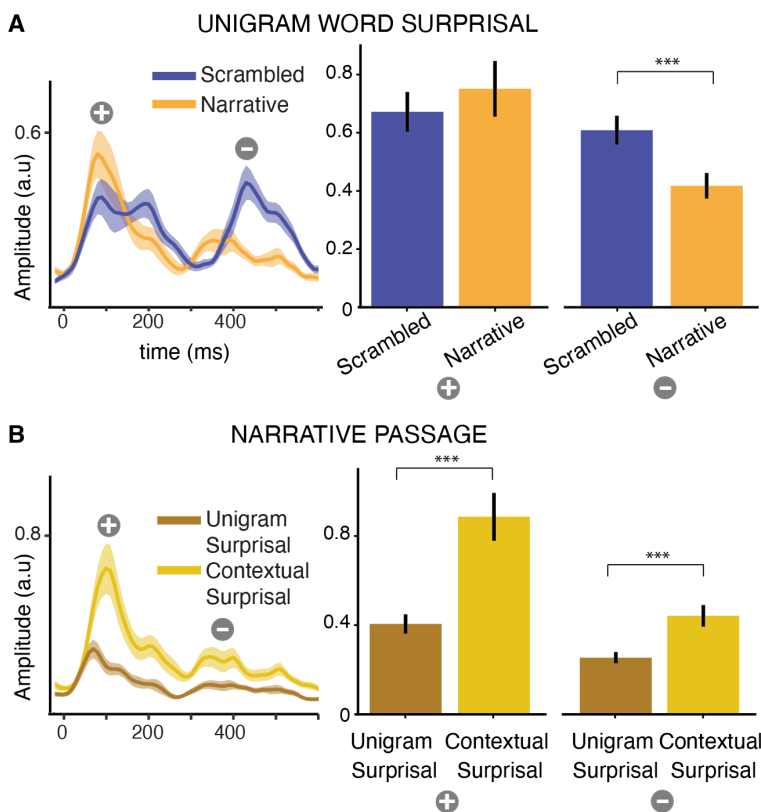 A
UNIGRAM WORD SURPRISAL
Scrambled
Narrative
+
−
0.6
Amplitude (a.u)
0
200
400
time (ms)
0.8
0.6
0.4
0.2
0
***
Scrambled
Narrative
+
Scrambled
Narrative
−
B
NARRATIVE PASSAGE
Unigram
Surprisal
Contextual
Surprisal
+
−
0.8
Amplitude (a.u)
0
200
400
***
0.8
0.4
0
***
Unigram
Surprisal
Contextual
Surprisal
+
Unigram
Surprisal
Contextual
Surprisal
−